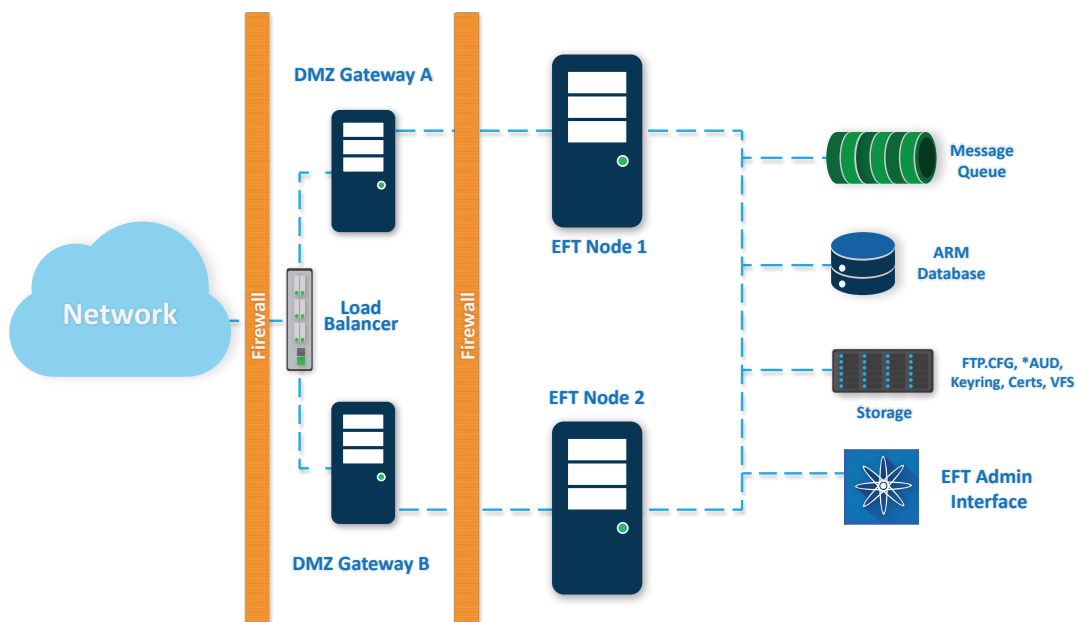 Network
Firewall
DMZ Gateway A
Load
Balancer
DMZ Gateway B
Firewall
EFT Node 1
EFT Node 2
Message
Queue
ARM
Database
FTP.CFG, *AUD,
Keyring, Certs, VFS
Storage
EFT Admin
Interface